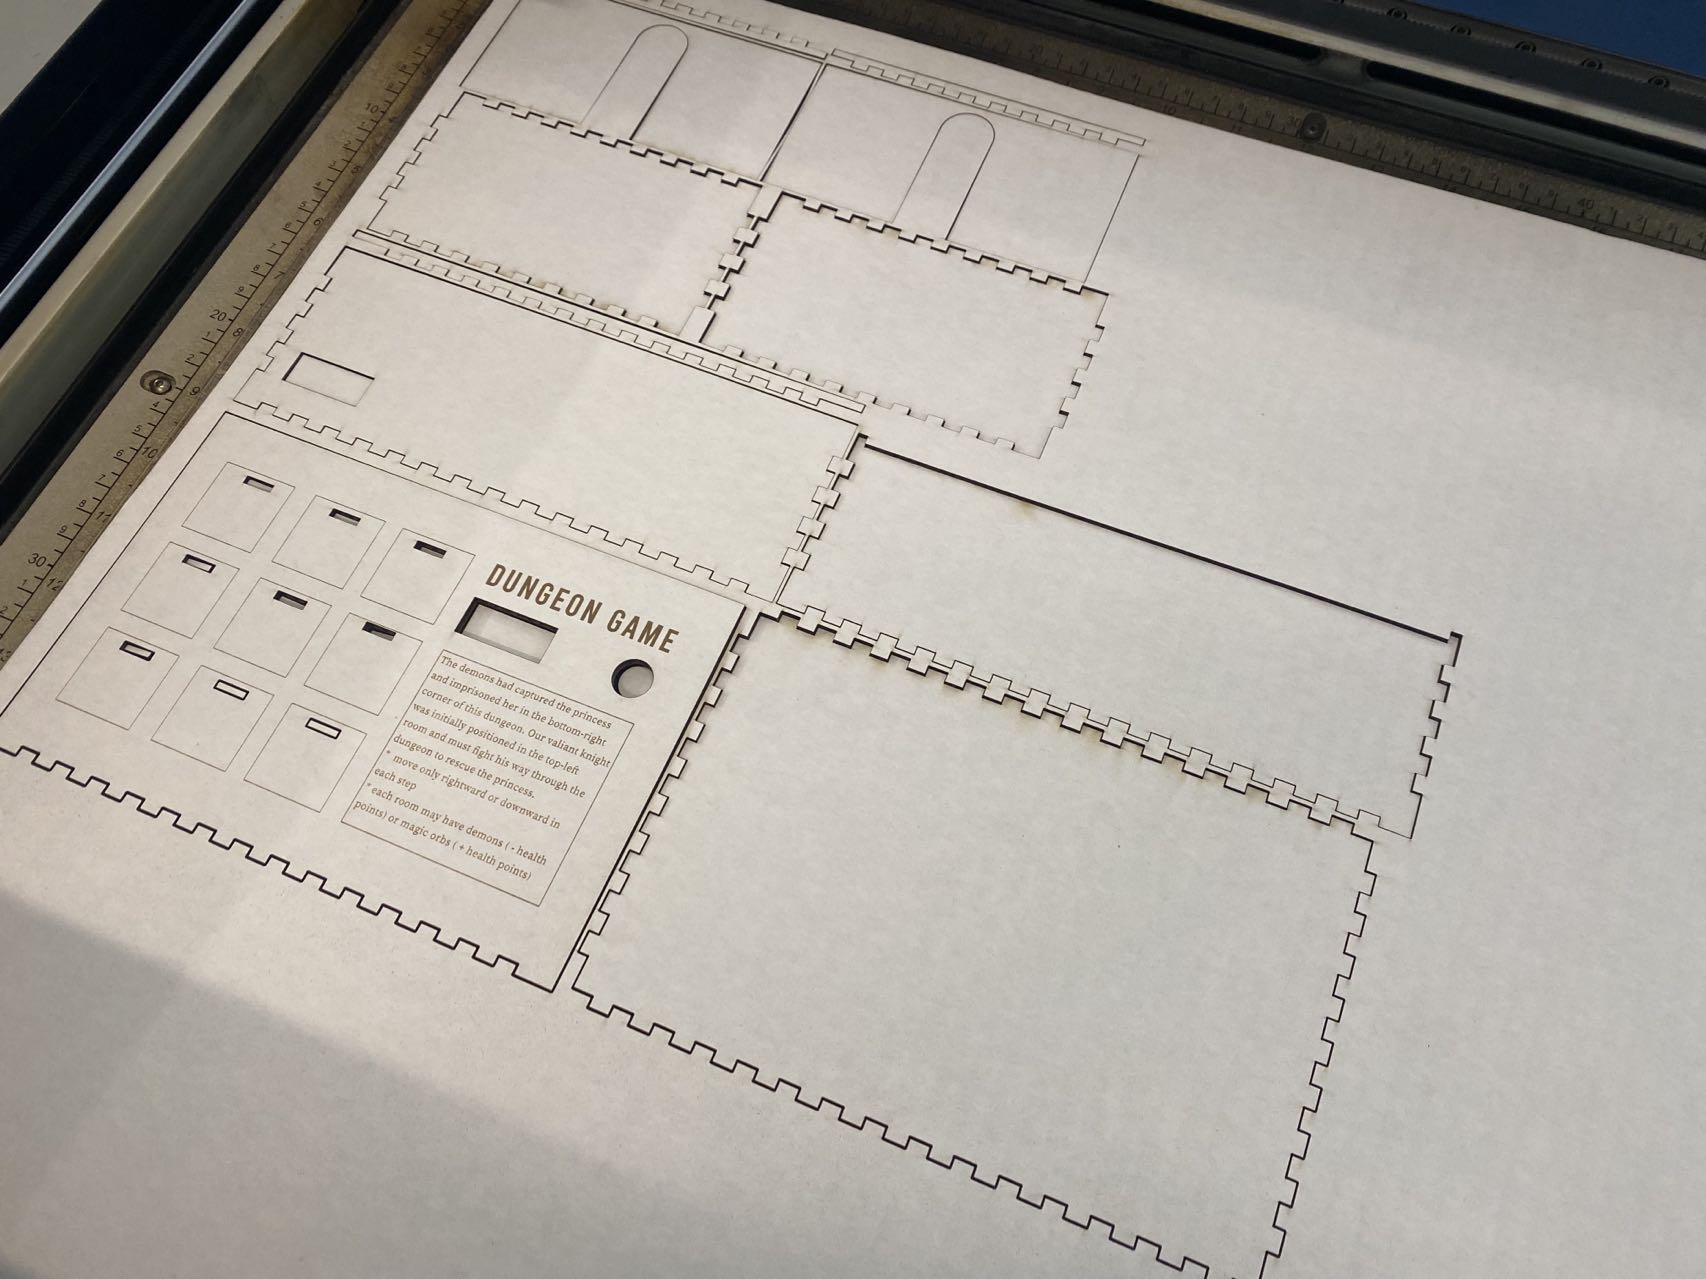 DUNGEON GAME
The demons had captured the princess
and imprisoned her in the bottom-right
corner of this dungeon. Our valiant knight
was initially positioned in the top-left
room and must fight his way through the
dungeon to rescue the princess.
* move only rightward or downward in
each step
* each room may have demons ( - health
points) or magic orbs ( + health points)
10
20
30
10
40